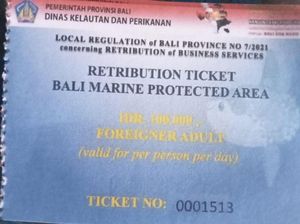 PEMERINTAH PROVINSI BALI
DINAS KELAUTAN DAN PERIKANAN
LOCAL REGULATION of BALI PROVINCE NO 7/2021
concerning RETRIBUTION of BUSINESS SERVICES
RETRIBUTION TICKET
BALI MARINE PROTECTED AREA
IDR. 100.000,-
FOREIGNER ADULT
(valid for per person per day)
TICKET NO: 0001513